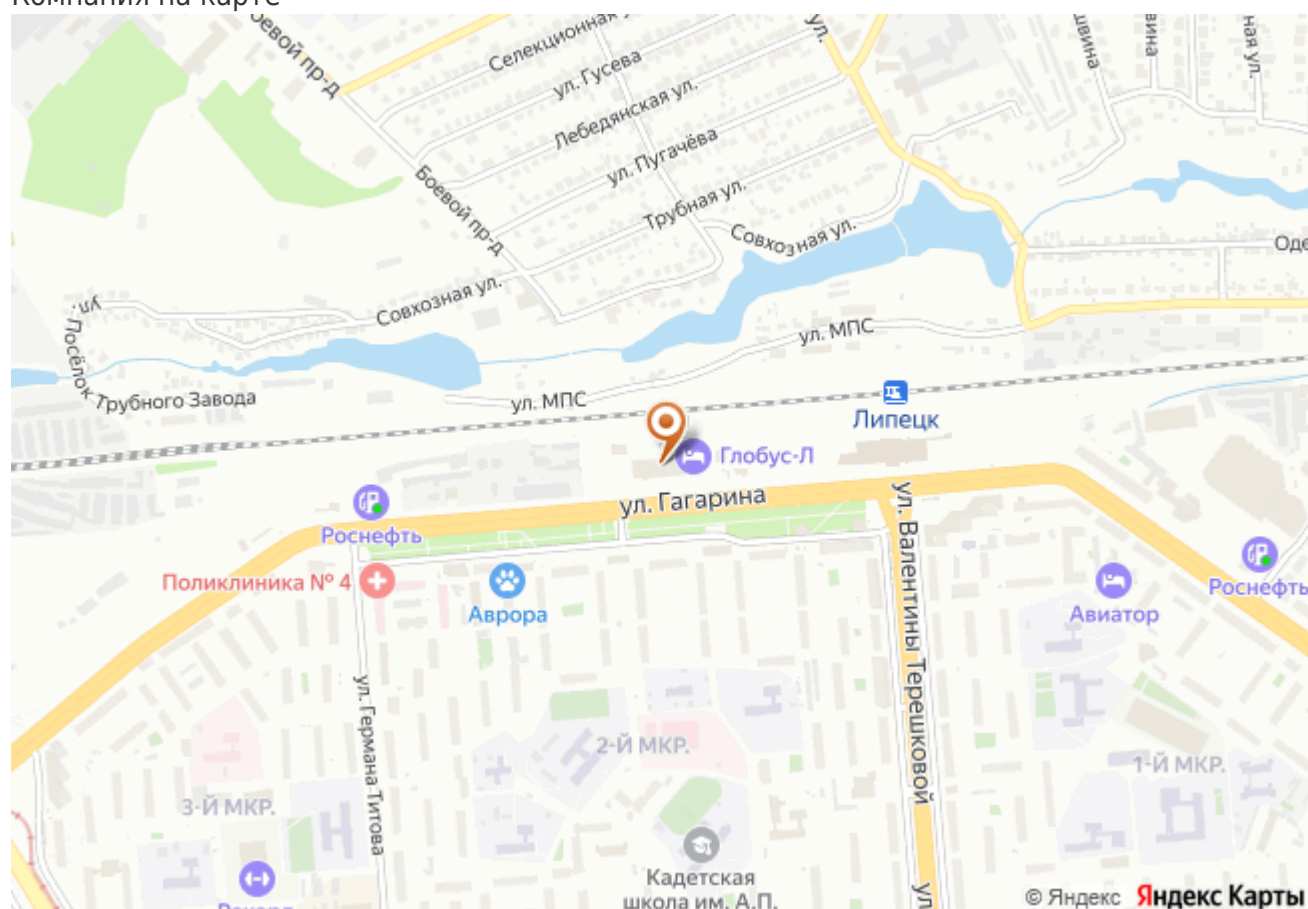 Компания на карте
Боевой пр-д
Селекционная
ул. Гусева
Лебедянская ул.
ул. Пугачёва
Трубная ул.
ул.
Боевой пр-д
Совхозная ул.
Совхозная ул.
ул. Посёлок Трубного Завода
ул. МПС
ул. МПС
Липецк
Глобус-Л
ул. Гагарина
Роснефть
Поликлиника № 4
Аврора
ул. Валентины Терешковой
Авиатор
Роснефть
ул. Германа Титова
2-Й МКР.
1-Й МКР.
3-Й МКР.
Кадетская
школа им. А.П.
ул
© Яндекс Яндекс Карты